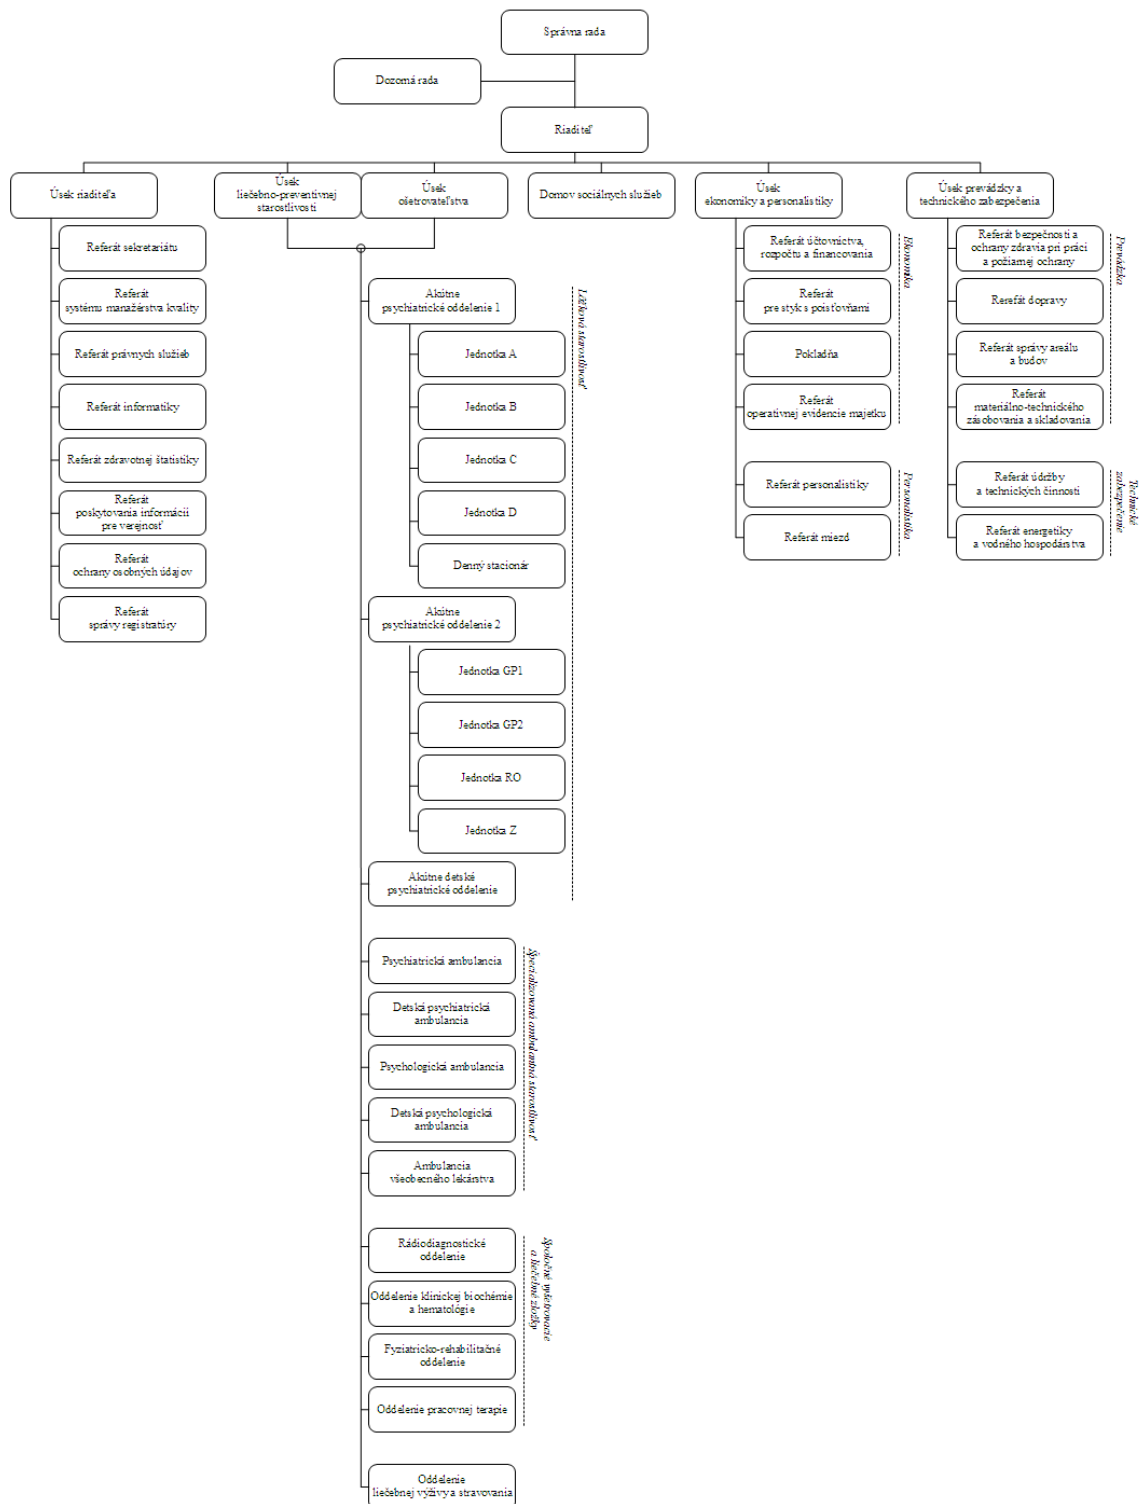 Správna rada
Dozorná rada
Riaditeľ
Úsek riaditeľa
Úsek
liečebno-preventívnej
starostlivosti
Úsek
ošetrovateľstva
Domov sociálnych služieb
Úsek
ekonomiky a personalistiky
Úsek prevádzky a
technického zabezpečenia
Referát sekretariátu
Referát
systému manažérstva kvality
Referát právnych služieb
Referát informatiky
Referát zdravotnej štatistiky
Referát
poskytovania informácií
pre verejnosť
Referát
ochrany osobných údajov
Referát
správy registratúry
Akútne
psychiatrické oddelenie 1
Jednotka A
Jednotka B
Jednotka C
Jednotka D
Denný stacionár
Akútne
psychiatrické oddelenie 2
Jednotka GP1
Jednotka GP2
Jednotka RO
Jednotka Z
Akútne detské
psychiatrické oddelenie
Lôžková starostlivosť
Psychiatrická ambulancia
Detská psychiatrická
ambulancia
Psychologická ambulancia
Detská psychologická
ambulancia
Ambulancia
všeobecného lekárstva
Špecializovaná ambulantná starostlivosť
Rádiodiagnostické
oddelenie
Oddelenie klinickej biochémie
a hematológie
Fyziatricko-rehabilitačné
oddelenie
Oddelenie pracovnej terapie
Spoločné vyšetrovacie
a liečebné zložky
Oddelenie
liečebnej výživy a stravovania
Referát účtovníctva,
rozpočtu a financovania
Referát
pre styk s poisťovňami
Pokladňa
Referát
operatívnej evidencie majetku
Ekonomika
Referát personalistiky
Referát miezd
Personalistika
Referát bezpečnosti a
ochrany zdravia pri práci
a požiarnej ochrany
Rerefát dopravy
Referát správy areálu
a budov
Referát
materiálno-technického
zásobovania a skladovania
Prevádzka
Referát údržby
a technických činností
Referát energetiky
a vodného hospodárstva
Technické
zabezpečenie